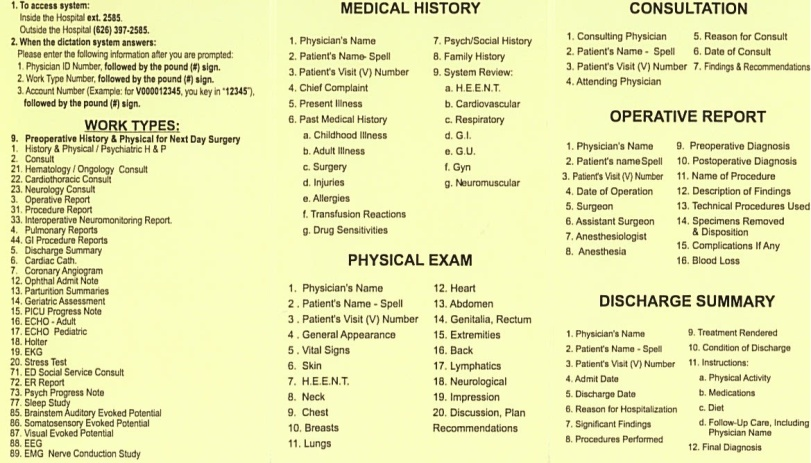 1. To access system:
Inside the Hospital ext. 2585.
Outside the Hospital (626) 397-2585.
2. When the dictation system answers:
Please enter the following information after you are prompted:
1. Physician ID Number, followed by the pound (#) sign.
2. Work Type Number, followed by the pound (#) sign.
3. Account Number (Example: for V000012345, you key in "12345"),
followed by the pound (#) sign.
WORK TYPES:
9. Preoperative History & Physical for Next Day Surgery
1. History & Physical / Psychiatric H & P
2. Consult
21. Hematology / Ongology Consult
22. Cardiothoracic Consult
23. Neurology Consult
3. Operative Report
31. Procedure Report
33. Interoperative Neuromonitoring Report.
4. Pulmonary Reports
44. GI Procedure Reports
5. Discharge Summary
6. Cardiac Cath.
7. Coronary Angiogram
12. Ophthal Admit Note
13. Parturition Summaries
14. Geriatric Assessment
15. PICU Progress Note
16. ECHO - Adult
17. ECHO Pediatric
18. Holter
19. EKG
20. Stress Test
71. ED Social Service Consult
72. ER Report
73. Psych Progress Note
77. Sleep Study
85. Brainstem Auditory Evoked Potential
86. Somatosensory Evoked Potential
87. Visual Evoked Potential
88. EEG
89. EMG Nerve Conduction Study
MEDICAL HISTORY
1. Physician's Name
2. Patient's Name- Spell
3. Patient's Visit (V) Number
4. Chief Complaint
5. Present Illness
6. Past Medical History
a. Childhood Illness
b. Adult Illness
c. Surgery
d. Injuries
e. Allergies
f. Transfusion Reactions
g. Drug Sensitivities
7. Psych/Social History
8. Family History
9. System Review:
a. H.E.E.N.T.
b. Cardiovascular
c. Respiratory
d. G.I.
e. G.U.
f. Gyn
g. Neuromuscular
PHYSICAL EXAM
1. Physician's Name
2 . Patient's Name - Spell
3 . Patient's Visit (V) Number
4 . General Appearance
5 . Vital Signs
6. Skin
7. H.E.E.N.T.
8. Neck
9. Chest
10. Breasts
11. Lungs
12. Heart
13. Abdomen
14. Genitalia, Rectum
15. Extremities
16. Back
17. Lymphatics
18. Neurological
19. Impression
20. Discussion, Plan
Recommendations
CONSULTATION
1. Consulting Physician
2. Patient's Name - Spell
3. Patient's Visit (V) Number
4. Attending Physician
5. Reason for Consult
6. Date of Consult
7. Findings & Recommendations
OPERATIVE REPORT
1. Physician's Name
2. Patient's name Spell
3. Patient's Visit (V) Number
4. Date of Operation
5. Surgeon
6. Assistant Surgeon
7. Anesthesiologist
8. Anesthesia
9. Preoperative Diagnosis
10. Postoperative Diagnosis
11. Name of Procedure
12. Description of Findings
13. Technical Procedures Used
14. Specimens Removed
& Disposition
15. Complications If Any
16. Blood Loss
DISCHARGE SUMMARY
1. Physician's Name
2. Patient's Name - Spell
3. Patient's Visit (V) Number
4. Admit Date
5. Discharge Date
6. Reason for Hospitalization
7. Significant Findings
8. Procedures Performed
9. Treatment Rendered
10. Condition of Discharge
11. Instructions:
a. Physical Activity
b. Medications
c. Diet
d. Follow-Up Care, Including
Physician Name
12. Final Diagnosis